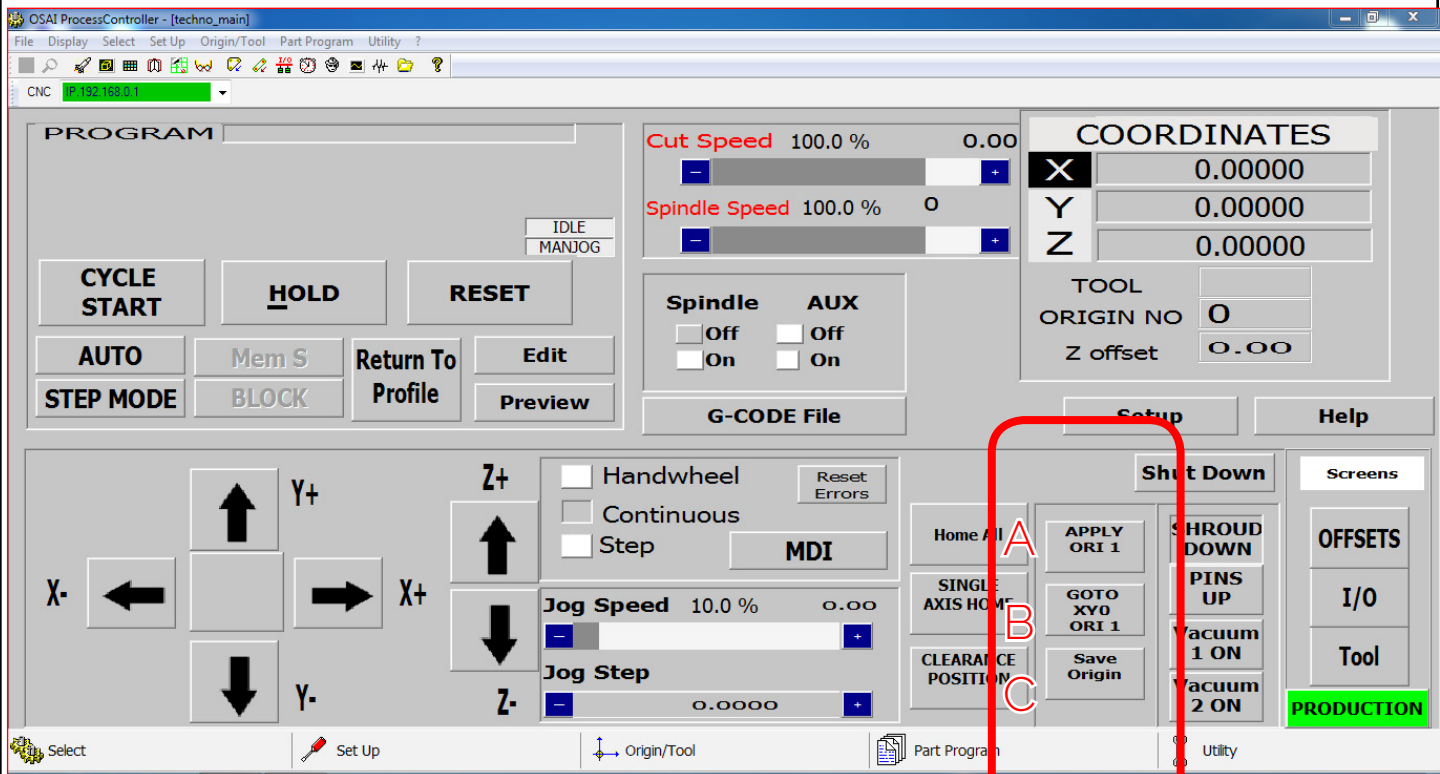 OSAI ProcessController - [techno_main]
File Display Select Set Up Origin/Tool Part Program Utility ?
CNC IP.192.168.0.1
PROGRAM
IDLE
MANJOG
CYCLE
START
HOLD
RESET
AUTO
Mem S
Return To
Profile
Edit
STEP MODE
BLOCK
Preview
Cut Speed 100.0 % 0.00
- +
Spindle Speed 100.0 % 0
- +
Spindle AUX
Off Off
On On
G-CODE File
COORDINATES
X 0.00000
Y 0.00000
Z 0.00000
TOOL
ORIGIN NO 0
Z offset 0.00
Setup
Help
Y+
X-
X+
Y-
Z+
Z-
Handwheel
Continuous
Step
Reset
Errors
MDI
Jog Speed 10.0 % 0.00
- +
Jog Step
- 0.0000 +
Home All
SINGLE
AXIS HOME
CLEARANCE
POSITION
A
B
C
APPLY
ORI 1
GOTO
XY0
ORI 1
Save
Origin
Shut Down
SHROUD
DOWN
PINS
UP
Vacuum
1 ON
Vacuum
2 ON
Screens
OFFSETS
I/O
Tool
PRODUCTION
Select
Set Up
Origin/Tool
Part Program
Utility